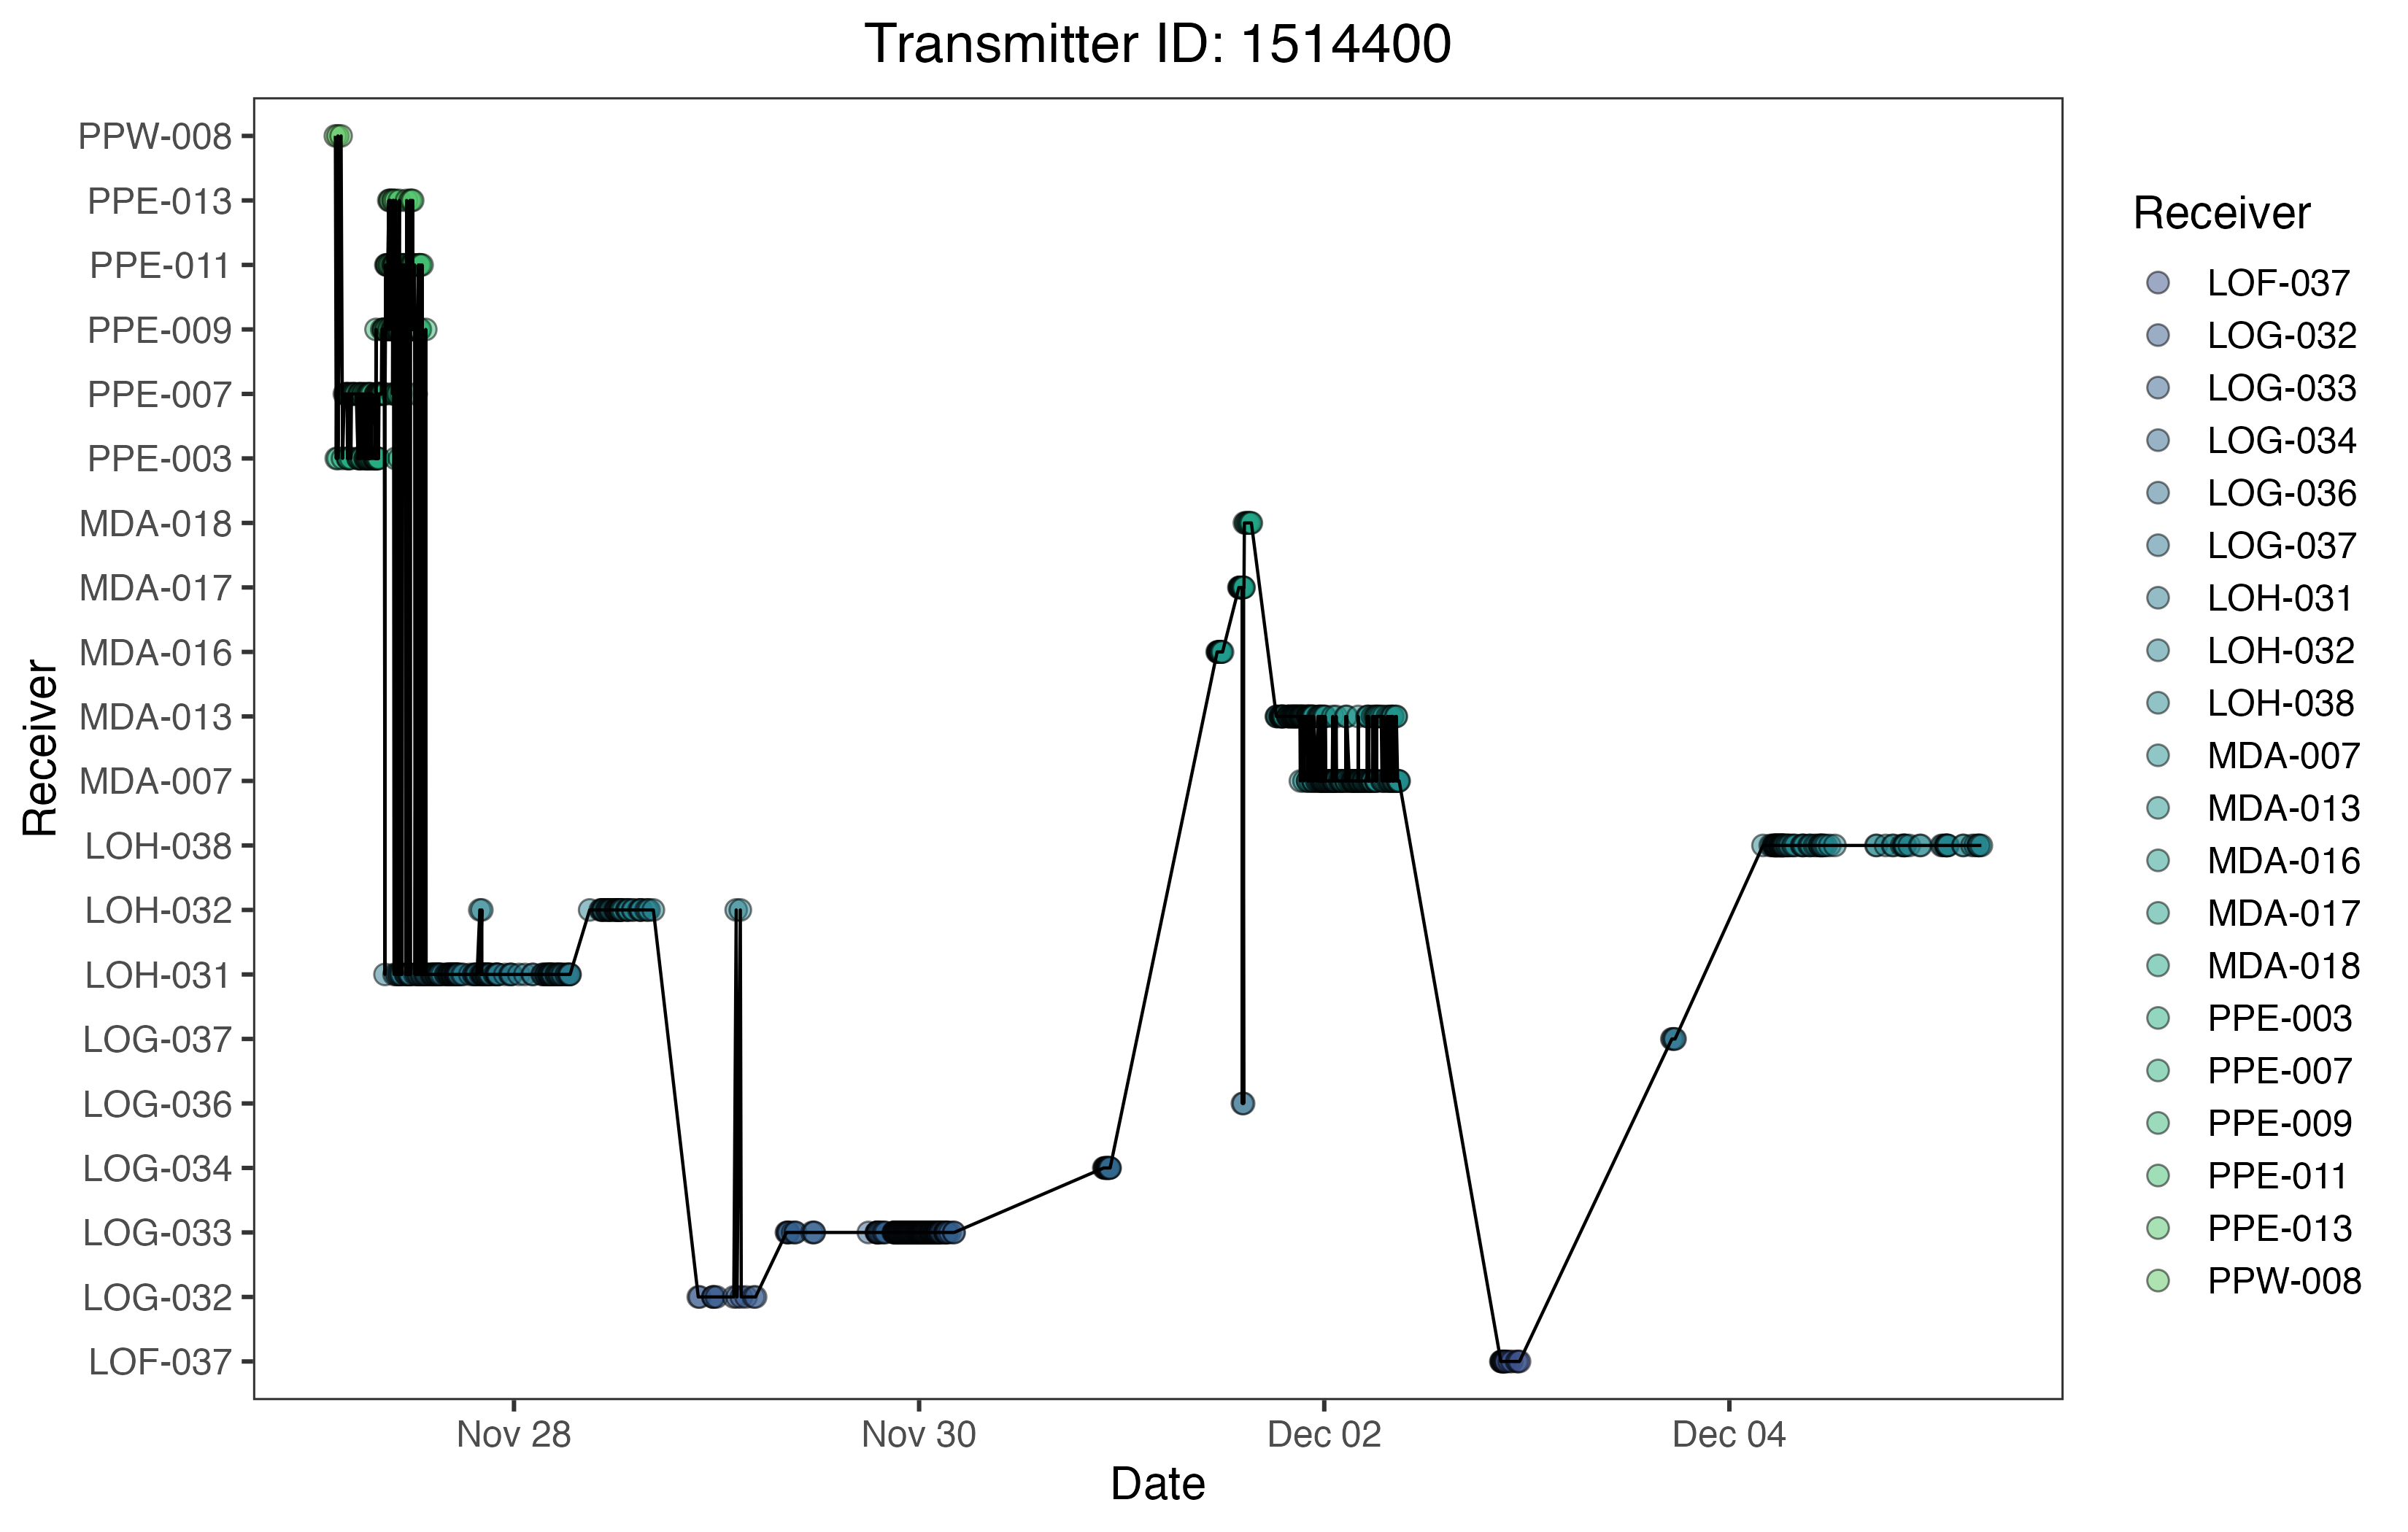 Transmitter ID: 1514400
Receiver
PPW-008
PPE-013
PPE-011
PPE-009
PPE-007
PPE-003
MDA-018
MDA-017
MDA-016
MDA-013
MDA-007
LOH-038
LOH-032
LOH-031
LOG-037
LOG-036
LOG-034
LOG-033
LOG-032
LOF-037
Nov 28
Nov 30
Dec 02
Dec 04
Date
Receiver
LOF-037
LOG-032
LOG-033
LOG-034
LOG-036
LOG-037
LOH-031
LOH-032
LOH-038
MDA-007
MDA-013
MDA-016
MDA-017
MDA-018
PPE-003
PPE-007
PPE-009
PPE-011
PPE-013
PPW-008